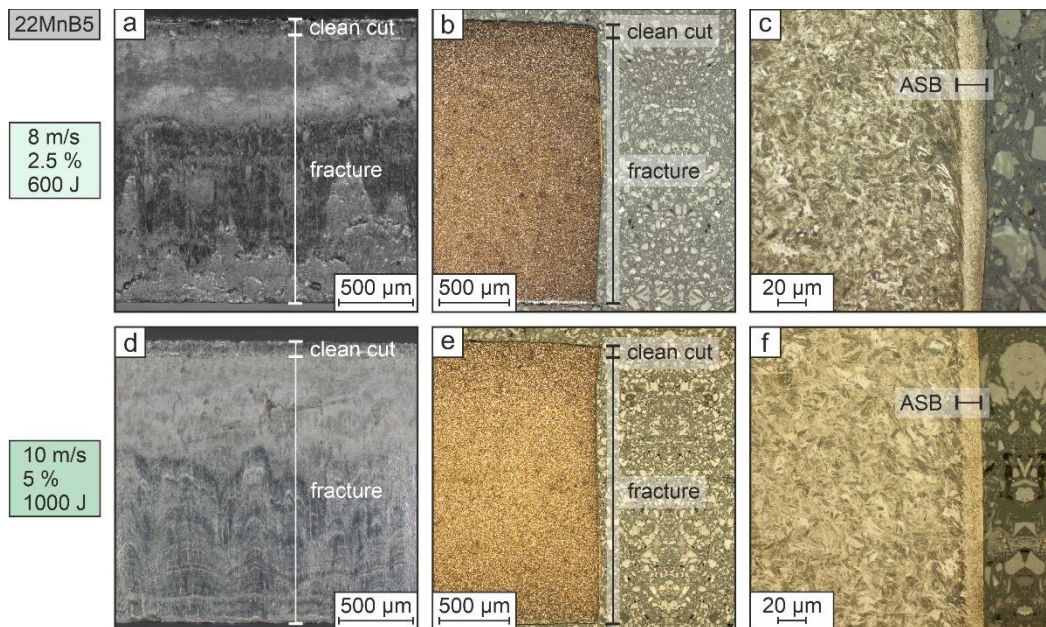 22MnB5
a
clean cut
fracture
500 µm
b
clean cut
fracture
500 µm
c
ASB
20 µm
8 m/s
2.5 %
600 J
d
clean cut
fracture
500 µm
e
clean cut
fracture
500 µm
f
ASB
20 µm
10 m/s
5 %
1000 J